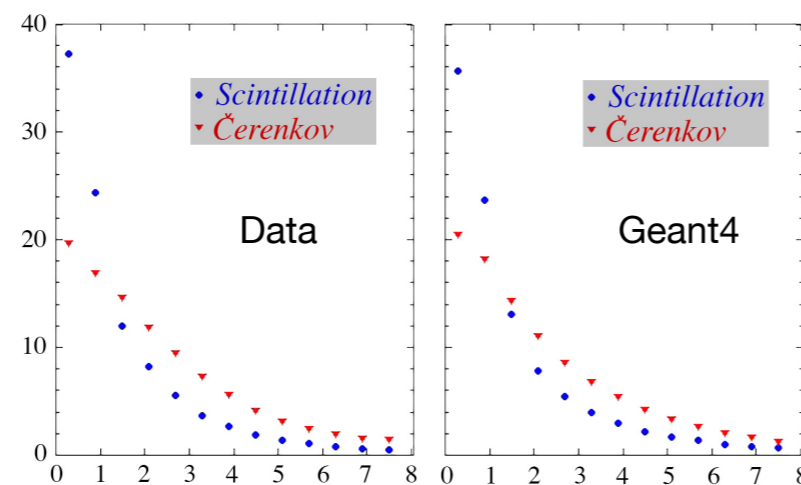 40
30
20
10
0
Scintillation
Čerenkov
Data
0 1 2 3 4 5 6 7 8
Scintillation
Čerenkov
Geant4
0 1 2 3 4 5 6 7 8